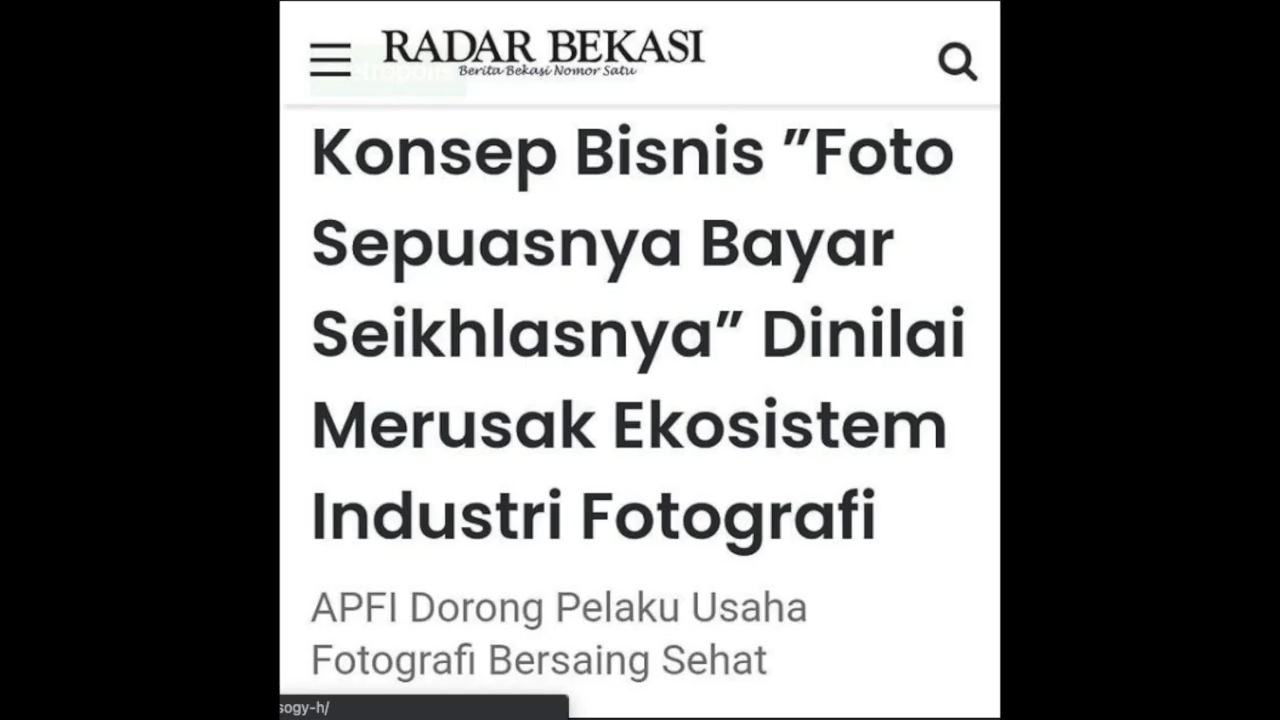 RADAR BEKASI
Berita Bekasi Nomor Satu
Konsep Bisnis ”Foto
Sepuasnya Bayar
Seikhlasnya” Dinilai
Merusak Ekosistem
Industri Fotografi
APFI Dorong Pelaku Usaha
Fotografi Bersaing Sehat
sogy-h/